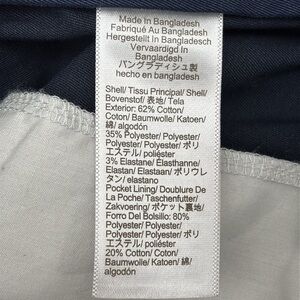 Made In Bangladesh
Fabriqué Au Bangladesh
Hergestellt In Bangladesch
Vervaardigd In
Bangladesh
バングラディシュ製
hecho en bangladesh
Shell/ Tissu Principal/ Shell/
Bovenstof/ 表地/ Tela
Exterior: 62% Cotton/
Coton/ Baumwolle/ Katoen/
綿/ algodón
35% Polyester/ Polyester/
Polyester/ Polyester/ ポリ
エステル/ poliéster
3% Elastane/ Élasthanne/
Elastan/ Elastaan/ ポリウレ
タン/ elastano
Pocket Lining/ Doublure De
La Poche/ Taschenfutter/
Zakvoering/ ポケット裏地/
Forro Del Bolsilio: 80%
Polyester/ Polyester/
Polyester/ Polyester/ ポリ
エステル/ poliéster
20% Cotton/ Coton/
Baumwolle/ Katoen/
綿/ algodón